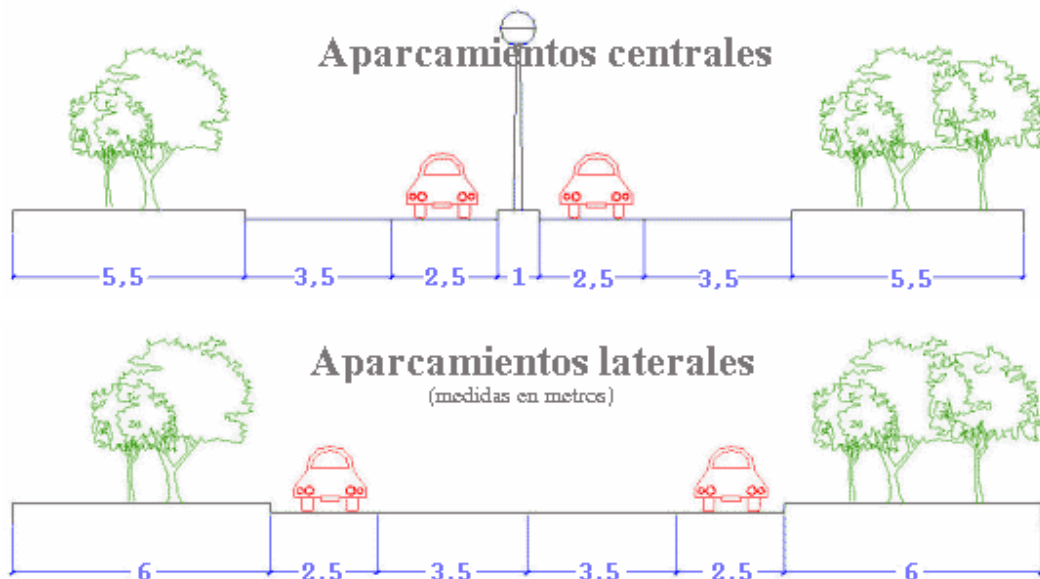 Aparcamientos centrales
5,5 3,5 2,5 1 2,5 3,5 5,5
Aparcamientos laterales
(medidas en metros)
6 2.5 3.5 3.5 2.5 6